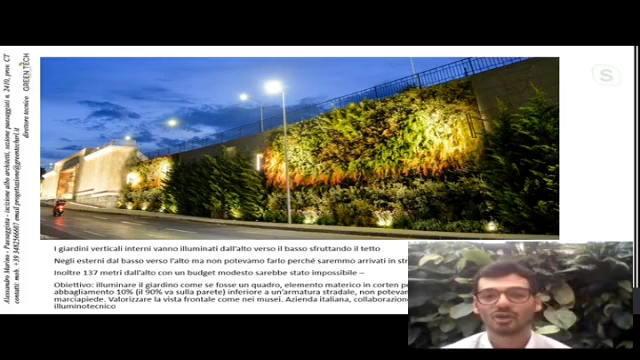 Alessandro Marino - Paesaggista - iscrizione albo architetti, sezione paesaggisti n. 2410, prov. CT
contatti: mob. +39 3482566607 email progettazione@greentechsrl.it
direttore tecnico GREEN TECH
I giardini verticali interni vanno illuminati dall'alto verso il basso sfruttando il tetto
Negli esterni dal basso verso l'alto ma non potevamo farlo perché saremmo arrivati in str
Inoltre 137 metri dall'alto con un budget modesto sarebbe stato impossibile –
Obiettivo: illuminare il giardino come se fosse un quadro, elemento materico in corten pe
abbagliamento 10% (il 90% va sulla parete) inferiore a un'armatura stradale, non potevam
marciapiede. Valorizzare la vista frontale come nei musei. Azienda italiana, collaborazione
illuminotecnico